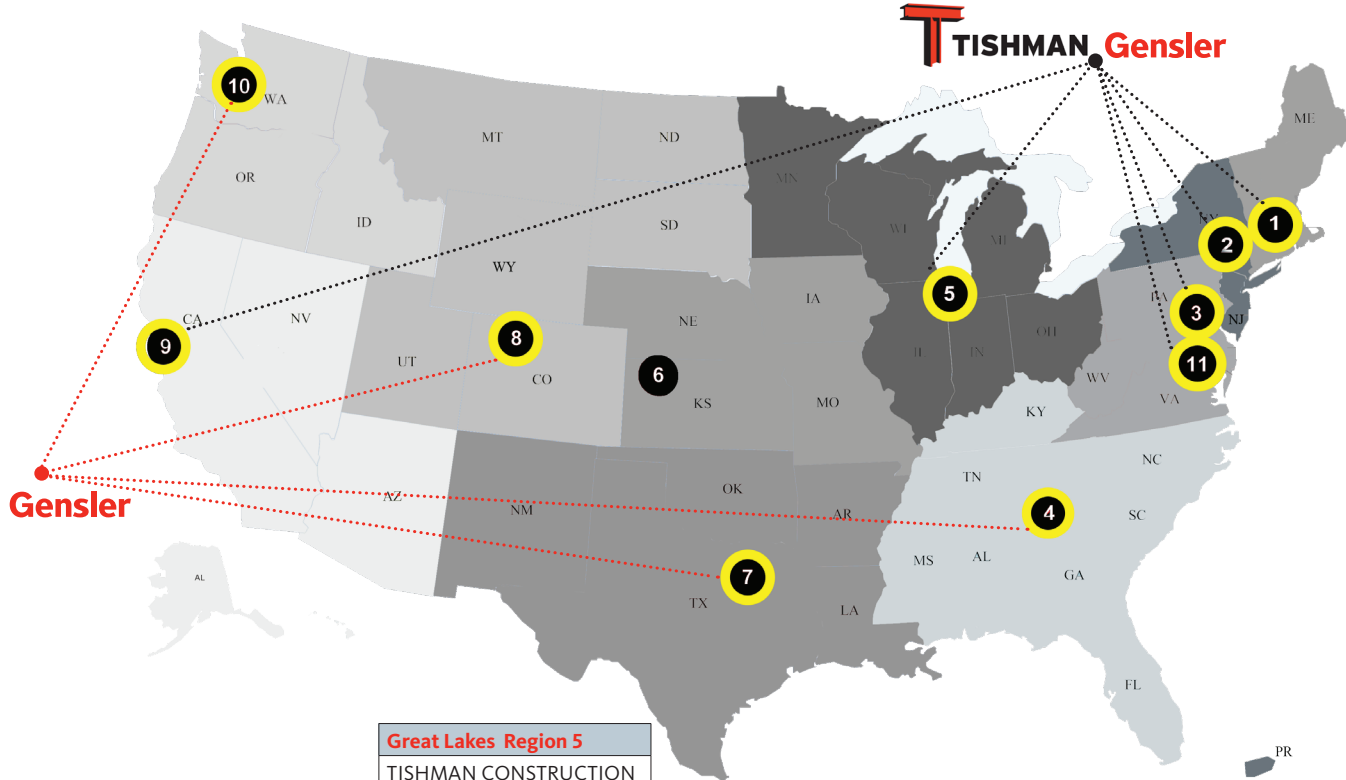 TISHMAN Gensler
10
WA
MT
ND
MN
ME
OR
ID
SD
WI
MI
NY
1
2
WY
IA
5
PA
3
NJ
CA
NV
NE
9
8
UT
CO
6
KS
MO
IL
IN
OH
WV
VA
11
KY
Gensler
AZ
NM
OK
AR
TN
NC
SC
4
MS
AL
GA
7
TX
LA
AL
FL
PR
Great Lakes Region 5
TISHMAN CONSTRUCTION